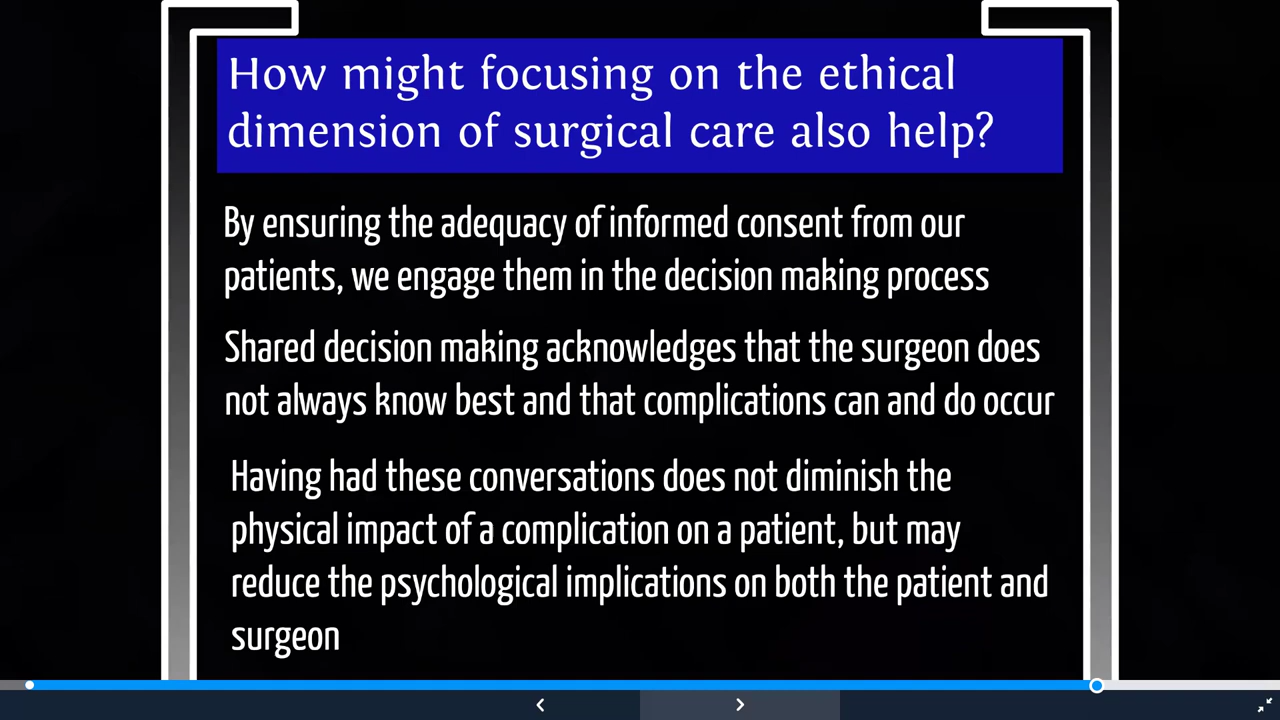 How might focusing on the ethical
dimension of surgical care also help?
By ensuring the adequacy of informed consent from our
patients, we engage them in the decision making process
Shared decision making acknowledges that the surgeon does
not always know best and that complications can and do occur
Having had these conversations does not diminish the
physical impact of a complication on a patient, but may
reduce the psychological implications on both the patient and
surgeon